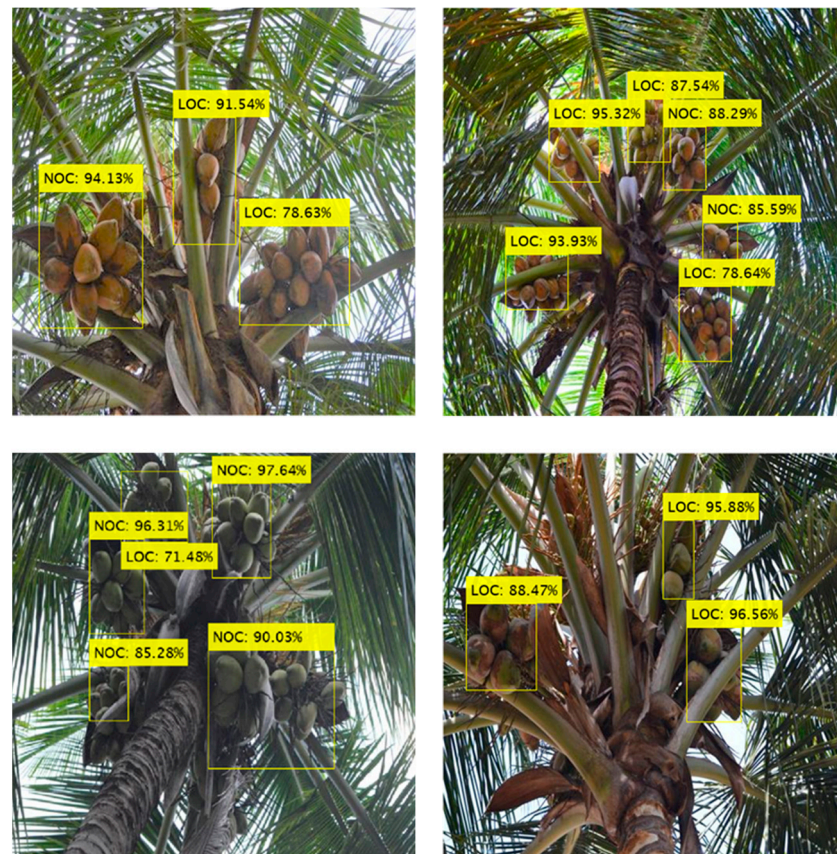 LOC: 91.54%
NOC: 94.13%
LOC: 78.63%
LOC: 87.54%
LOC: 95.32%
NOC: 88.29%
NOC: 85.59%
LOC: 93.93%
LOC: 78.64%
NOC: 97.64%
NOC: 96.31%
LOC: 71.48%
NOC: 90.03%
NOC: 85.28%
LOC: 95.88%
LOC: 88.47%
LOC: 96.56%